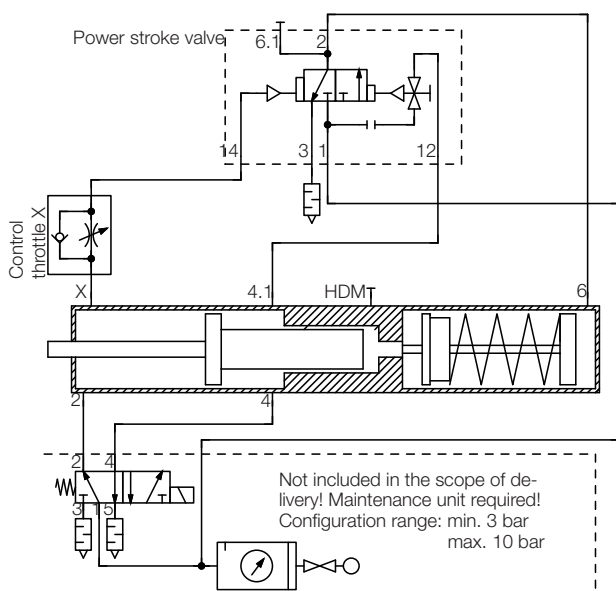 Power stroke valve
6.1
2
14
3
1
12
Control
throttle X
X
4.1
HDM
6
2
4
2
4
3
1
5
Not included in the scope of de-
livery! Maintenance unit required!
Configuration range: min. 3 bar
max. 10 bar